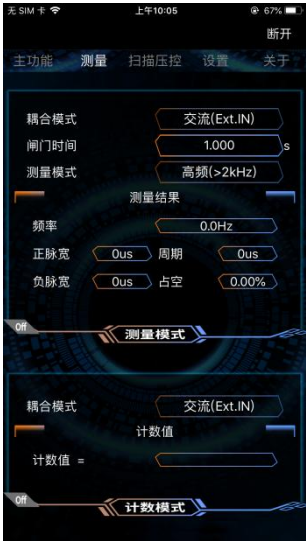 无 SIM 卡 上午10:05 67%
断开
主功能 测量 扫描压控 设置 关于
耦合模式 交流(Ext.IN)
闸门时间 1.000 s
测量模式 高频(>2kHz)
测量结果
频率 0.0Hz
正脉宽 0us 周期 0us
负脉宽 0us 占空 0.00%
Off 测量模式
耦合模式 交流(Ext.IN)
计数值
计数值 =
Off 计数模式